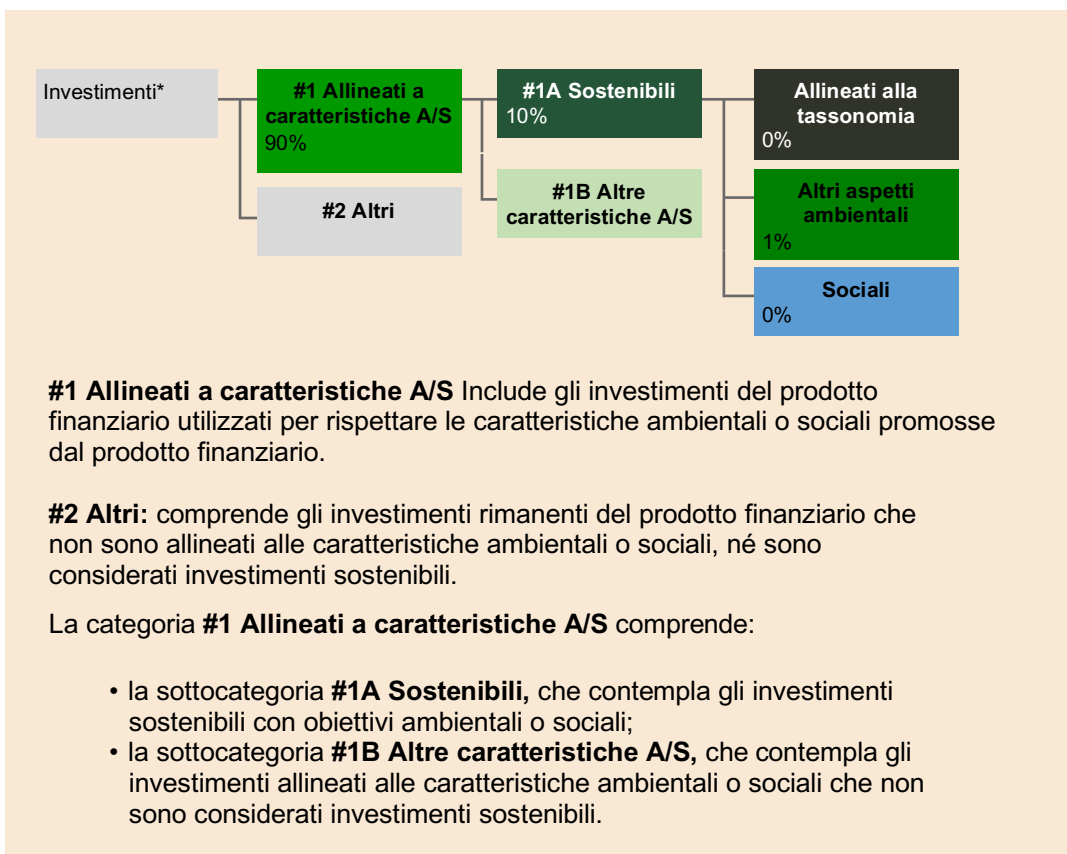 Investimenti*
#1 Allineati a
caratteristiche A/S
90%
#2 Altri
#1A Sostenibili
10%
#1B Altre
caratteristiche A/S
Allineati alla
tassonomia
0%
Altri aspetti
ambientali
1%
Sociali
0%
#1 Allineati a caratteristiche A/S Include gli investimenti del prodotto
finanziario utilizzati per rispettare le caratteristiche ambientali o sociali promosse
dal prodotto finanziario.
#2 Altri: comprende gli investimenti rimanenti del prodotto finanziario che
non sono allineati alle caratteristiche ambientali o sociali, né sono
considerati investimenti sostenibili.
La categoria #1 Allineati a caratteristiche A/S comprende:
• la sottocategoria #1A Sostenibili, che contempla gli investimenti
sostenibili con obiettivi ambientali o sociali;
• la sottocategoria #1B Altre caratteristiche A/S, che contempla gli
investimenti allineati alle caratteristiche ambientali o sociali che non
sono considerati investimenti sostenibili.